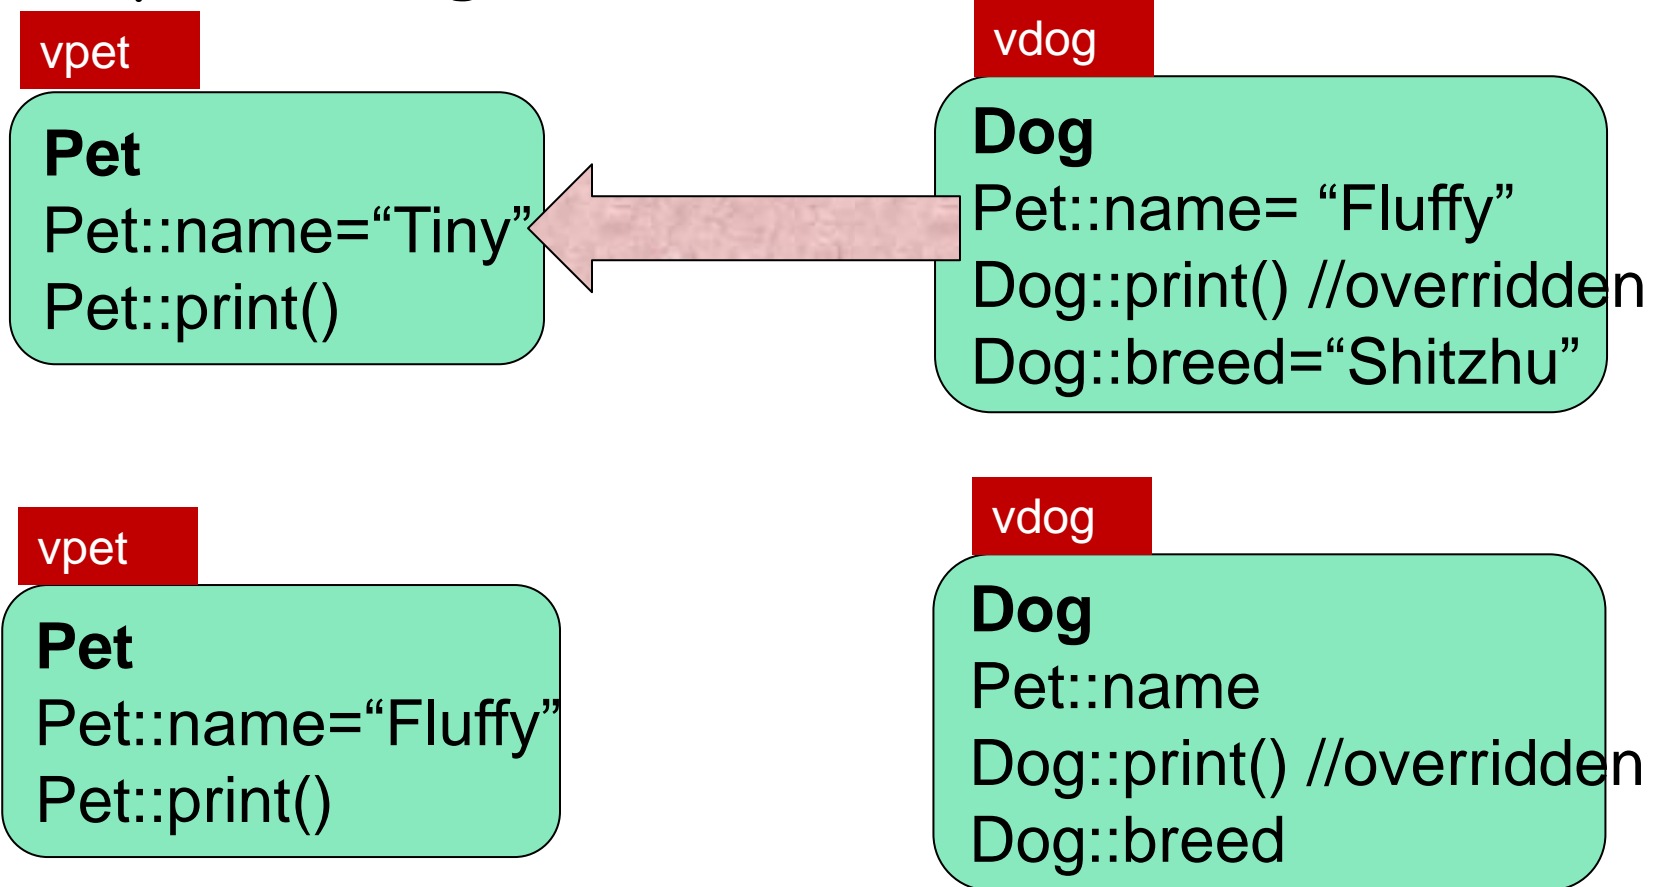 vpet
Pet
Pet::name=“Tiny”
Pet::print()
vdog
Dog
Pet::name= “Fluffy”
Dog::print() //overridden
Dog::breed=“Shitzhu”
vpet
Pet
Pet::name=“Fluffy”
Pet::print()
vdog
Dog
Pet::name
Dog::print() //overridden
Dog::breed